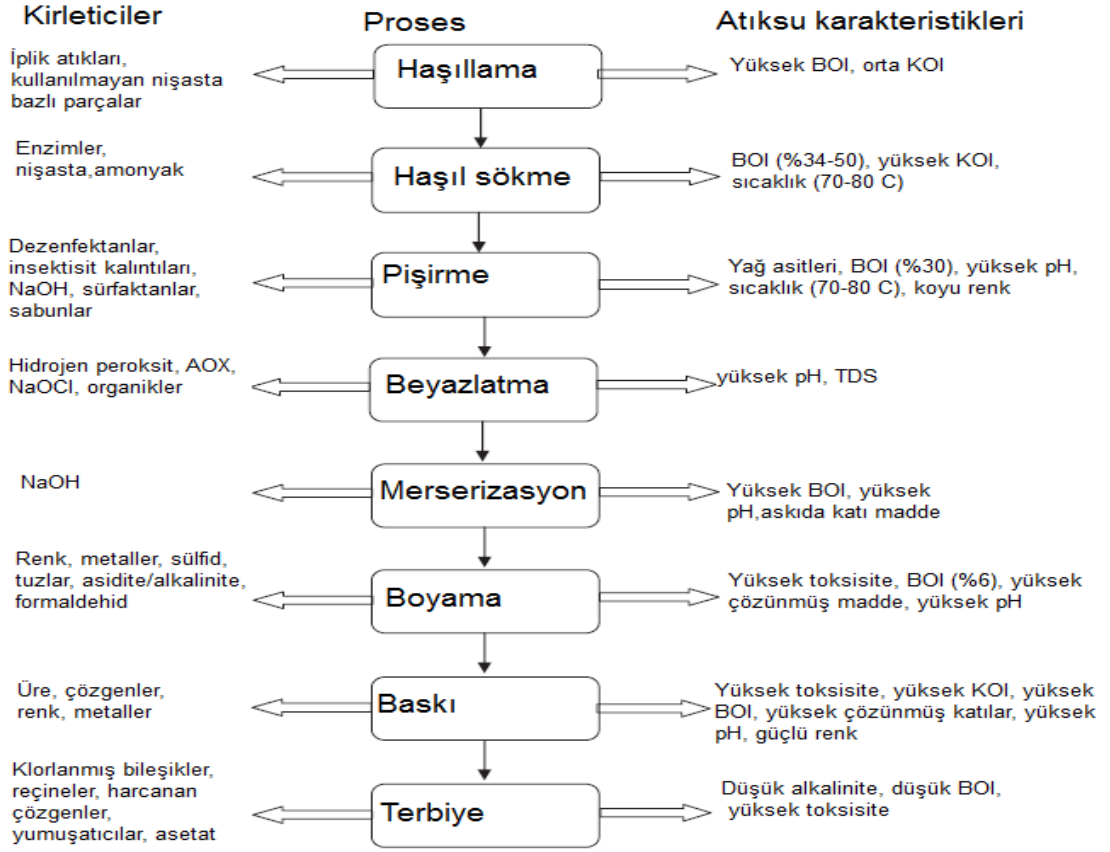 Kirleticiler
Proses
Atıksu karakteristikleri
İplik atıkları,
kullanılmayan nişasta
bazlı parçalar
Haşıllama
Yüksek BOI, orta KOI
Enzimler,
nişasta,amonyak
Haşıl sökme
BOI (%34-50), yüksek KOI,
sıcaklık (70-80 C)
Dezenfektanlar,
insektisit kalıntıları,
NaOH, sürfaktanlar,
sabunlar
Pişirme
Yağ asitleri, BOI (%30), yüksek pH,
sıcaklık (70-80 C), koyu renk
Hidrojen peroksit, AOX,
NaOCl, organikler
Beyazlatma
yüksek pH, TDS
NaOH
Merserizasyon
Yüksek BOI, yüksek
pH,askıda katı madde
Renk, metaller, sülfid,
tuzlar, asidite/alkalinite,
formaldehid
Boyama
Yüksek toksisite, BOI (%6), yüksek
çözünmüş madde, yüksek pH
Üre, çözgenler,
renk, metaller
Baskı
Yüksek toksisite, yüksek KOI, yüksek
BOI, yüksek çözünmüş katılar, yüksek
pH, güçlü renk
Klorlanmış bileşikler,
reçineler, harcanan
çözgenler,
yumuşatıcılar, asetat
Terbiye
Düşük alkalinite, düşük BOI,
yüksek toksisite